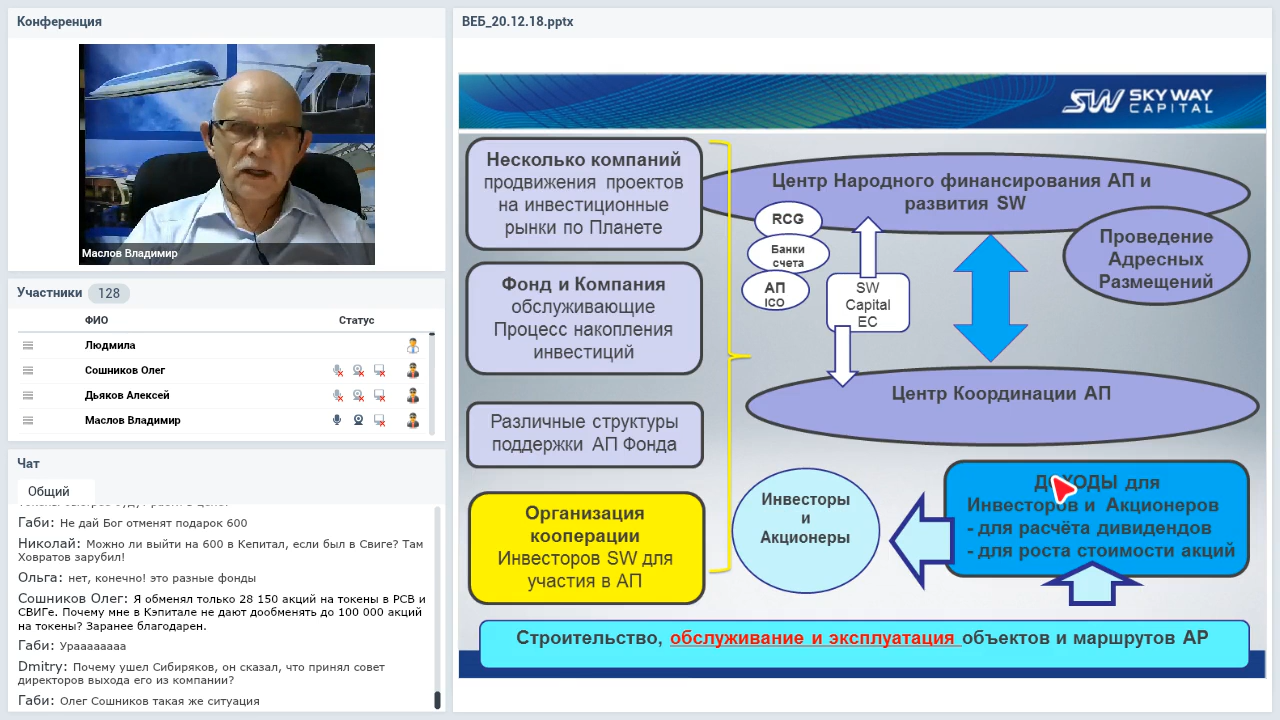 Конференция
Маслов Владимир
Участники 128
ФИО Статус
Людмила
Сошников Олег
Дьяков Алексей
Маслов Владимир
Чат
Общий
Габи: Не дай Бог отменят подарок 600
Николай: Можно ли выйти на 600 в Кепитал, если был в Свиге? Там
Ховратов зарубил!
Ольга: нет, конечно! это разные фонды
Сошников Олег: Я обменял только 28 150 акций на токены в РСВ и
СВИГе. Почему мне в Кэпитале не дают дообменять до 100 000 акций
на токены? Заранее благодарен.
Габи: Урааааааааа
Dmitry: Почему ушел Сибиряков, он сказал, что принял совет
директоров выхода его из компании?
Габи: Олег Сошников такая же ситуация
ВЕБ_20.12.18.pptx
SW SKY WAY
CAPITAL
Несколько компаний
продвижения проектов
на инвестиционные
рынки по Планете
Фонд и Компания
обслуживающие
Процесс накопления
инвестиций
Различные структуры
поддержки АП Фонда
Организация
кооперации
Инвесторов SW для
участия в АП
Центр Народного финансирования АП и
развития SW
RCG
Банки
счета
АП
ICO
SW
Capital
EC
Проведение
Адресных
Размещений
Центр Координации АП
Инвесторы
и
Акционеры
для
Инвесторов и Акционеров
- для расчёта дивидендов
- для роста стоимости акций
Строительство, обслуживание и эксплуатация объектов и маршрутов АР